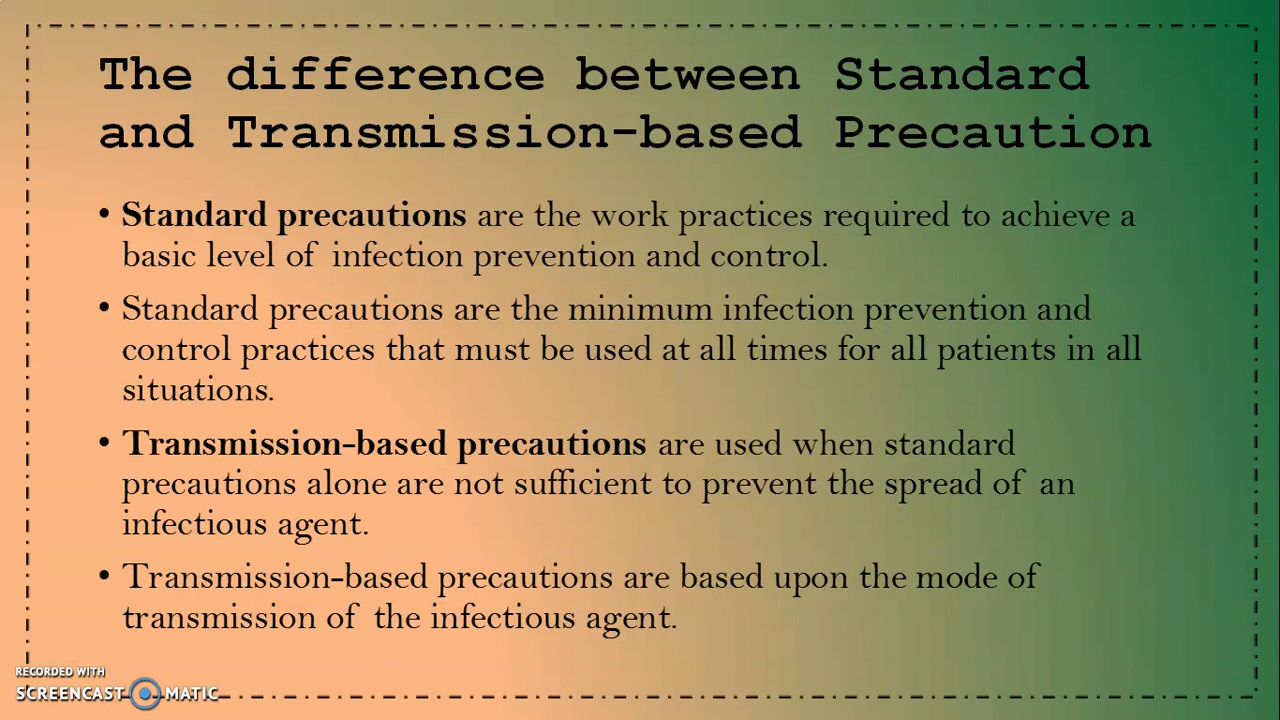 The difference between Standard
and Transmission-based Precaution
• Standard precautions are the work practices required to achieve a
basic level of infection prevention and control.
• Standard precautions are the minimum infection prevention and
control practices that must be used at all times for all patients in all
situations.
• Transmission-based precautions are used when standard
precautions alone are not sufficient to prevent the spread of an
infectious agent.
• Transmission-based precautions are based upon the mode of
transmission of the infectious agent.
RECORDED WITH
SCREENCAST MATIC